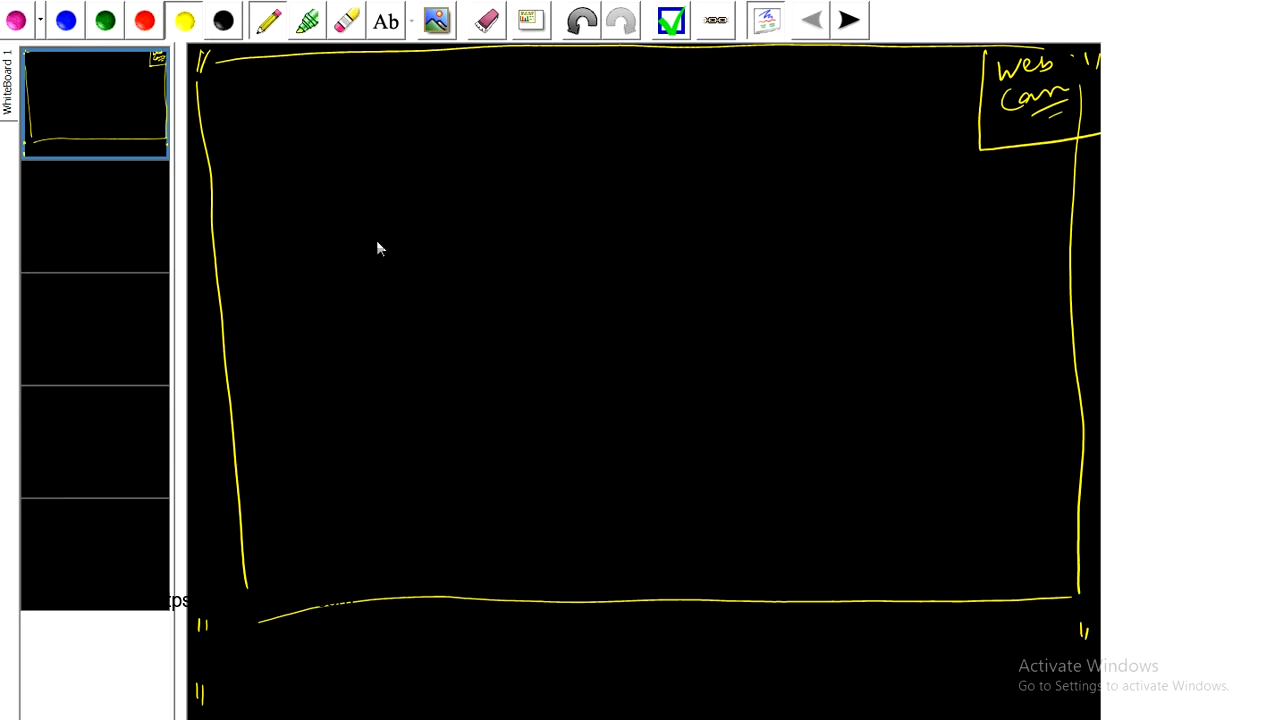 Ab
WhiteBoard 1
Web
Cam
Activate Windows
Go to Settings to activate Windows.